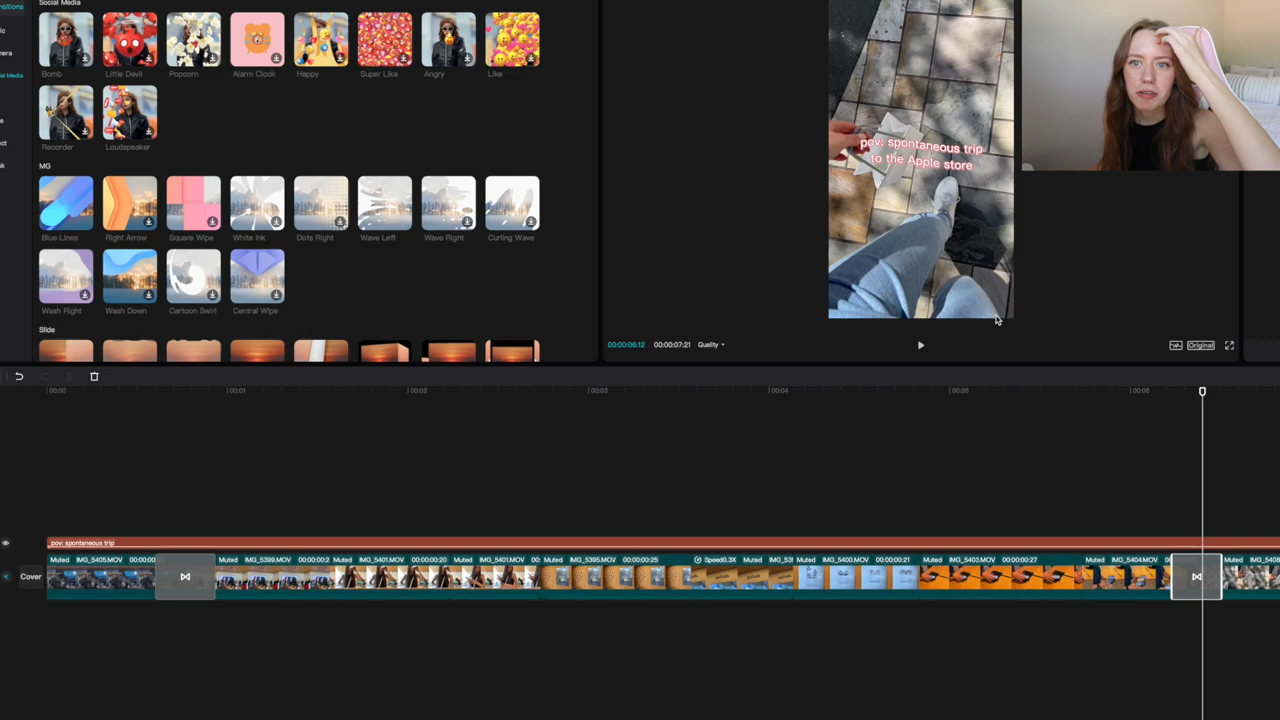 Social Media
nsitions
Bomb
Little Devil
Popcorn
Alarm Clock
Happy
Super Like
Angry
Like
al Media
Recorder
Loudspeaker
MG
Blue Lines
Right Arrow
Square Wipe
White Ink
Dots Right
Wave Left
Wave Right
Curling Wave
Wash Right
Wash Down
Cartoon Swirl
Central Wipe
Slide
pov: spontaneous trip
to the Apple store
00:00:06:12
00:00:07:21
Quality
Original
00:00
00:01
00:02
00:03
00:04
00:05
00:06
pov: spontaneous trip
Muted IMG_5405.MOV 00:00:00
Muted IMG_5399.MOV 00:00:00:2
Muted IMG_5401.MOV 00:00:00:20
Muted IMG_5401.MOV 00:
Muted IMG_5395.MOV 00:00:00:25
Speed0.3X Muted IMG_539
Muted IMG_5400.MOV 00:00:00:21
Muted IMG_5403.MOV 00:00:00:27
Muted IMG_5404.MOV 00
Muted IMG_5408
Cover